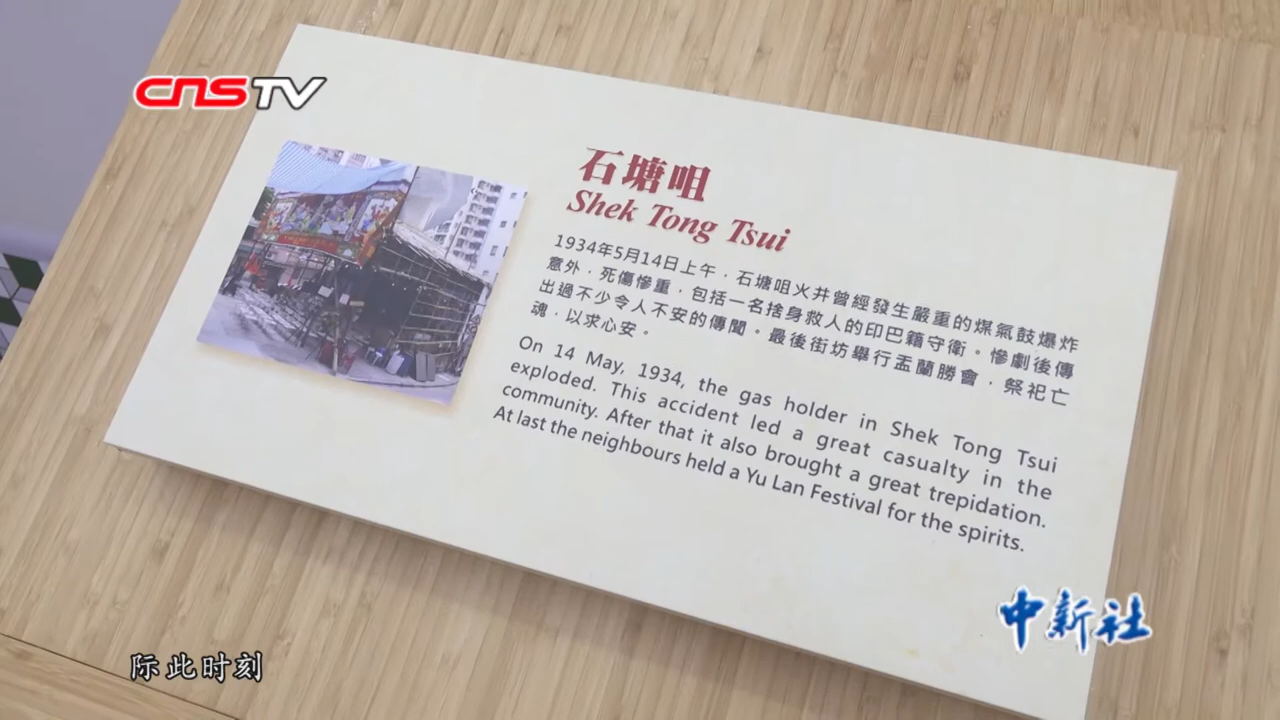 CNSTV
石塘咀
Shek Tong Tsui
1934年5月14日上午，石塘咀火井曾經發生嚴重的煤氣鼓爆炸
意外，死傷慘重，包括一名捨身救人的印巴籍守衛。慘劇後傳
出過不少令人不安的傳聞。最後街坊舉行盂蘭勝會，祭祀亡
魂，以求心安。
On 14 May, 1934, the gas holder in Shek Tong Tsui
exploded. This accident led a great casualty in the
community. After that it also brought a great trepidation.
At last the neighbours held a Yu Lan Festival for the spirits.
中新社
际此时刻